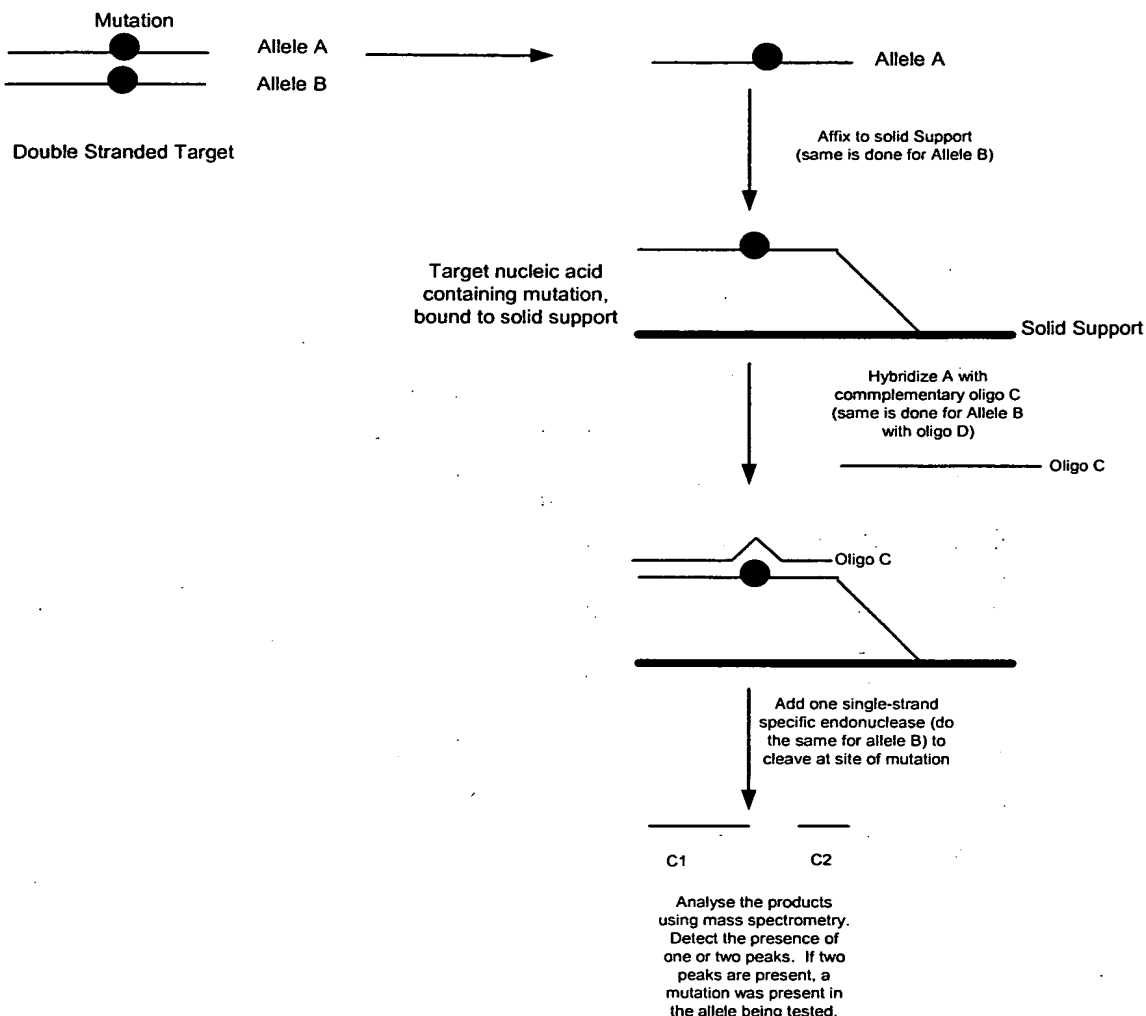 Mutation
Allele A
Allele B
Double Stranded Target
Allele A
Affix to solid Support
(same is done for Allele B)
Target nucleic acid
containing mutation,
bound to solid support
Solid Support
Hybridize A with
commplementary oligo C
(same is done for Allele B
with oligo D)
Oligo C
Oligo C
Add one single-strand
specific endonuclease (do
the same for allele B) to
cleave at site of mutation
C1
C2
Analyse the products
using mass spectrometry.
Detect the presence of
one or two peaks. If two
peaks are present, a
mutation was present in
the allele being tested.